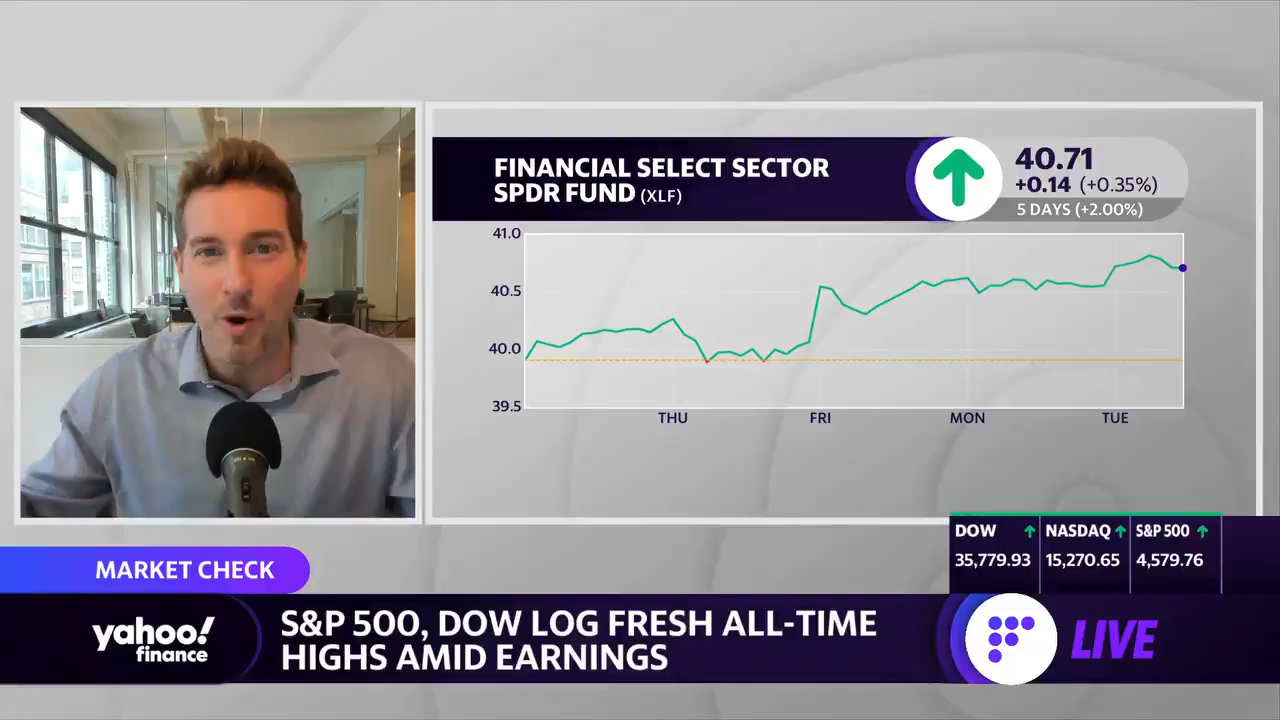 FINANCIAL SELECT SECTOR
SPDR FUND (XLF)
40.71
+0.14 (+0.35%)
5 DAYS (+2.00%)
41.0
40.5
40.0
39.5
THU FRI MON TUE
DOW NASDAQ S&P 500
35,779.93 15,270.65 4,579.76
MARKET CHECK
yahoo!
finance
S&P 500, DOW LOG FRESH ALL-TIME
HIGHS AMID EARNINGS
LIVE